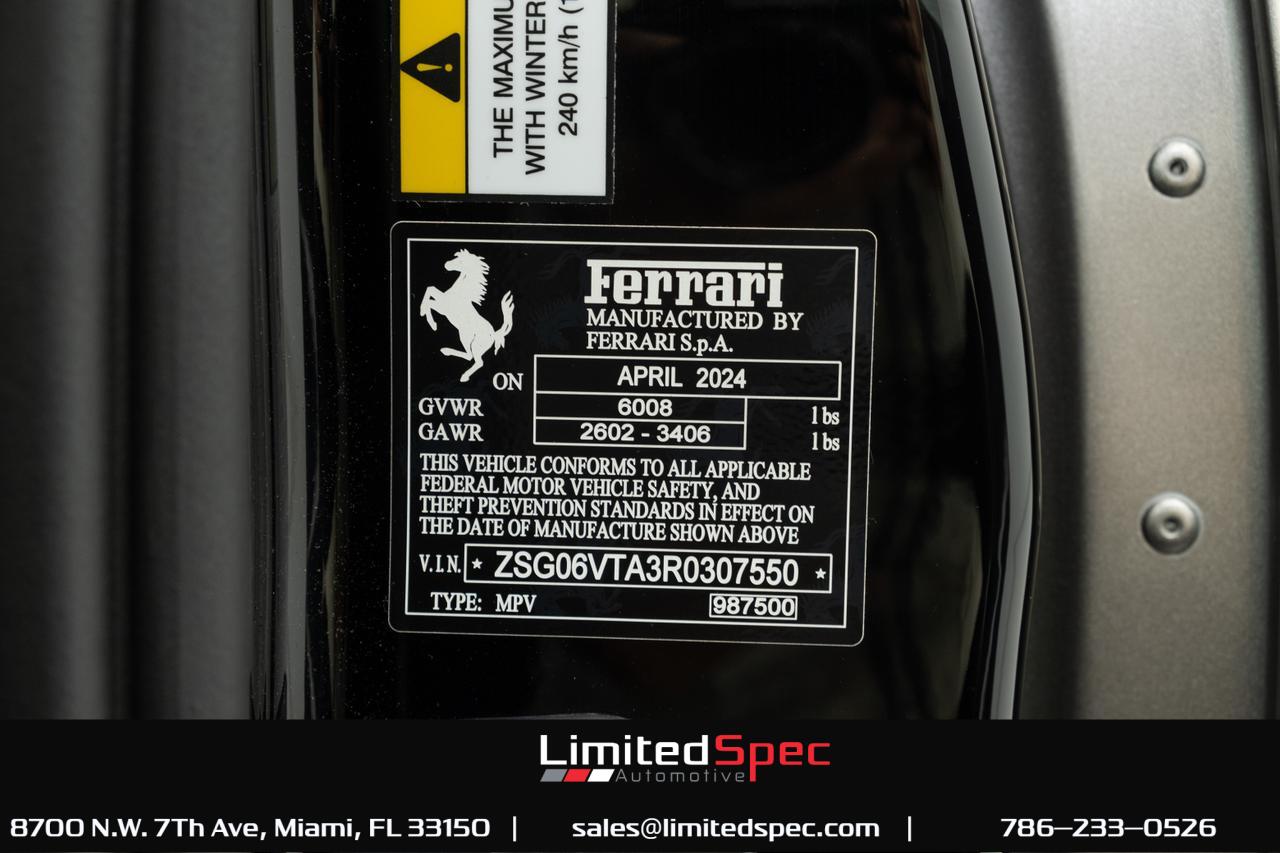 THE MAXIMU
WITH WINTER
240 km/h (1
Ferrari
MANUFACTURED BY
FERRARI S.p.A.
ON APRIL 2024
GVWR 6008 lbs
GAWR 2602 - 3406 lbs
THIS VEHICLE CONFORMS TO ALL APPLICABLE
FEDERAL MOTOR VEHICLE SAFETY, AND
THEFT PREVENTION STANDARDS IN EFFECT ON
THE DATE OF MANUFACTURE SHOWN ABOVE
V.I.N. * ZSG06VTA3R0307550 *
TYPE: MPV 987500
LimitedSpec
Automotive
8700 N.W. 7Th Ave, Miami, FL 33150 | sales@limitedspec.com | 786-233-0526